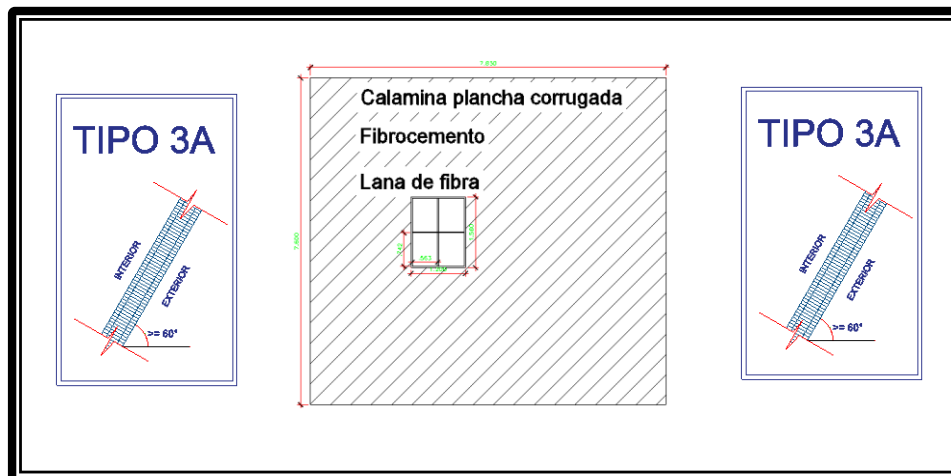 TIPO 3A
INTERIOR
EXTERIOR
>= 60°
Calamina plancha corrugada
Fibrocemento
Lana de fibra
TIPO 3A
INTERIOR
EXTERIOR
>= 60°